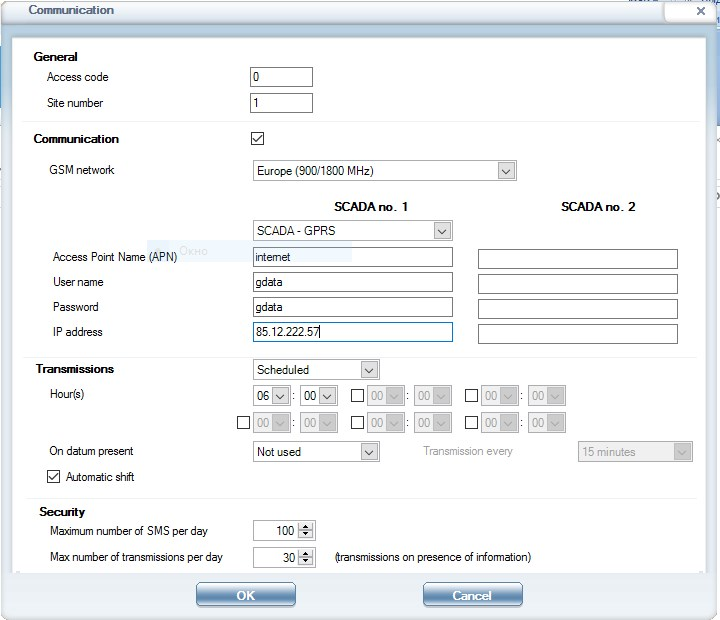 Communication
General
Access code 0
Site number 1
Communication
GSM network Europe (900/1800 MHz)
SCADA no. 1 SCADA no. 2
SCADA - GPRS
Окно
Access Point Name (APN) internet
User name gdata
Password gdata
IP address 85.12.222.57
Transmissions Scheduled
Hour(s) 06 : 00 00 : 00 00 : 00
00 : 00 00 : 00 00 : 00
On datum present Not used Transmission every 15 minutes
Automatic shift
Security
Maximum number of SMS per day 100
Max number of transmissions per day 30 (transmissions on presence of information)
OK Cancel